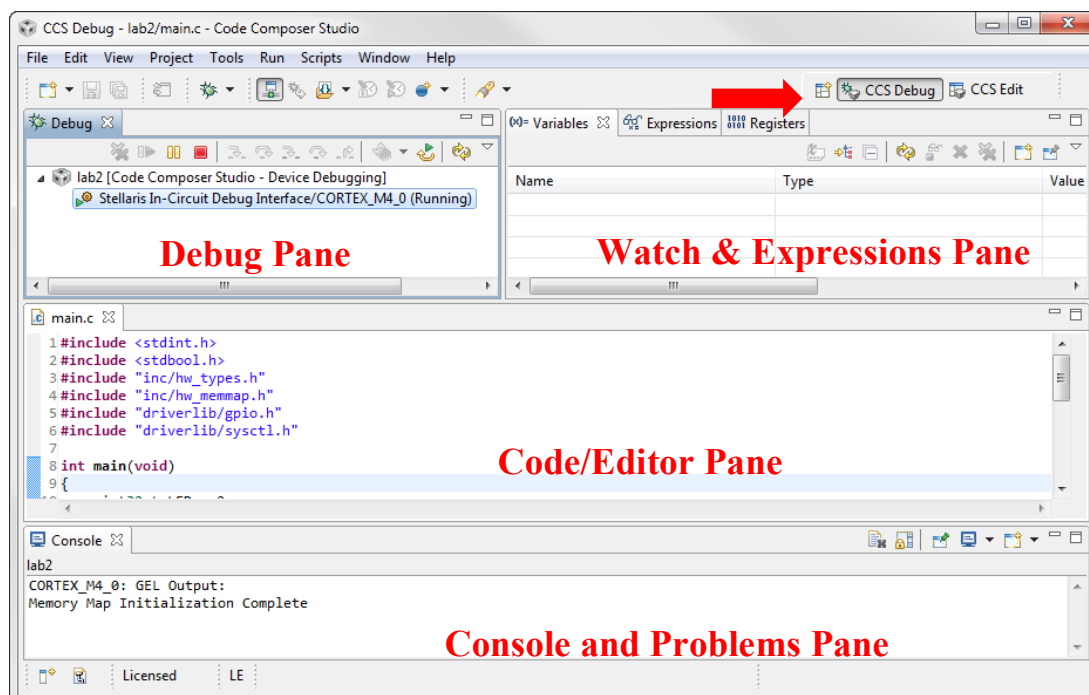 CCS Debug - lab2/main.c - Code Composer Studio
File Edit View Project Tools Run Scripts Window Help
CCS Debug CCS Edit
Debug
(x)= Variables Expressions 1010 0101 Registers
lab2 [Code Composer Studio - Device Debugging]
Stellaris In-Circuit Debug Interface/CORTEX_M4_0 (Running)
Name Type Value
Debug Pane
Watch & Expressions Pane
main.c
1 #include <stdint.h>
2 #include <stdbool.h>
3 #include "inc/hw_types.h"
4 #include "inc/hw_memmap.h"
5 #include "driverlib/gpio.h"
6 #include "driverlib/sysctl.h"
7
8 int main(void)
9 {
Code/Editor Pane
Console
lab2
CORTEX_M4_0: GEL Output:
Memory Map Initialization Complete
Console and Problems Pane
Licensed LE